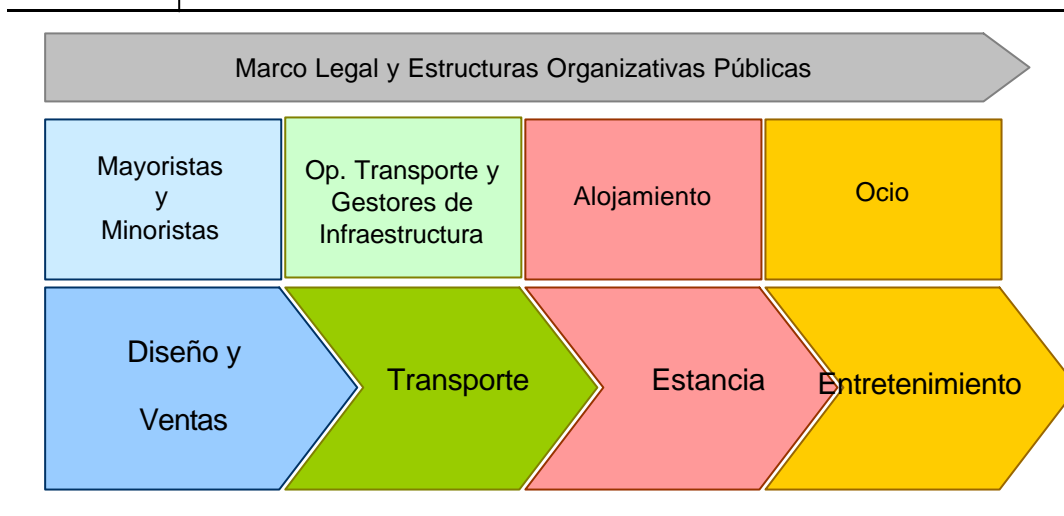 Marco Legal y Estructuras Organizativas Públicas
Mayoristas
y
Minoristas
Op. Transporte y
Gestores de
Infraestructura
Alojamiento
Ocio
Diseño y
Ventas
Transporte
Estancia
Entretenimiento